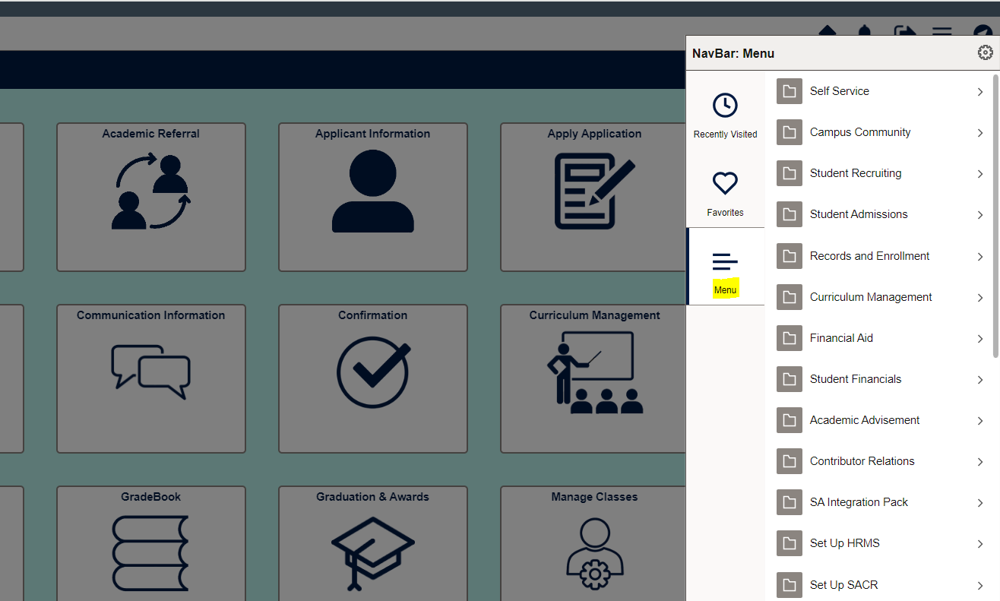 NavBar: Menu
Recently Visited
Favorites
Menu
Self Service
Campus Community
Student Recruiting
Student Admissions
Records and Enrollment
Curriculum Management
Financial Aid
Student Financials
Academic Advisement
Contributor Relations
SA Integration Pack
Set Up HRMS
Set Up SACR
Academic Referral
Applicant Information
Apply Application
Communication Information
Confirmation
Curriculum Management
GradeBook
Graduation & Awards
Manage Classes